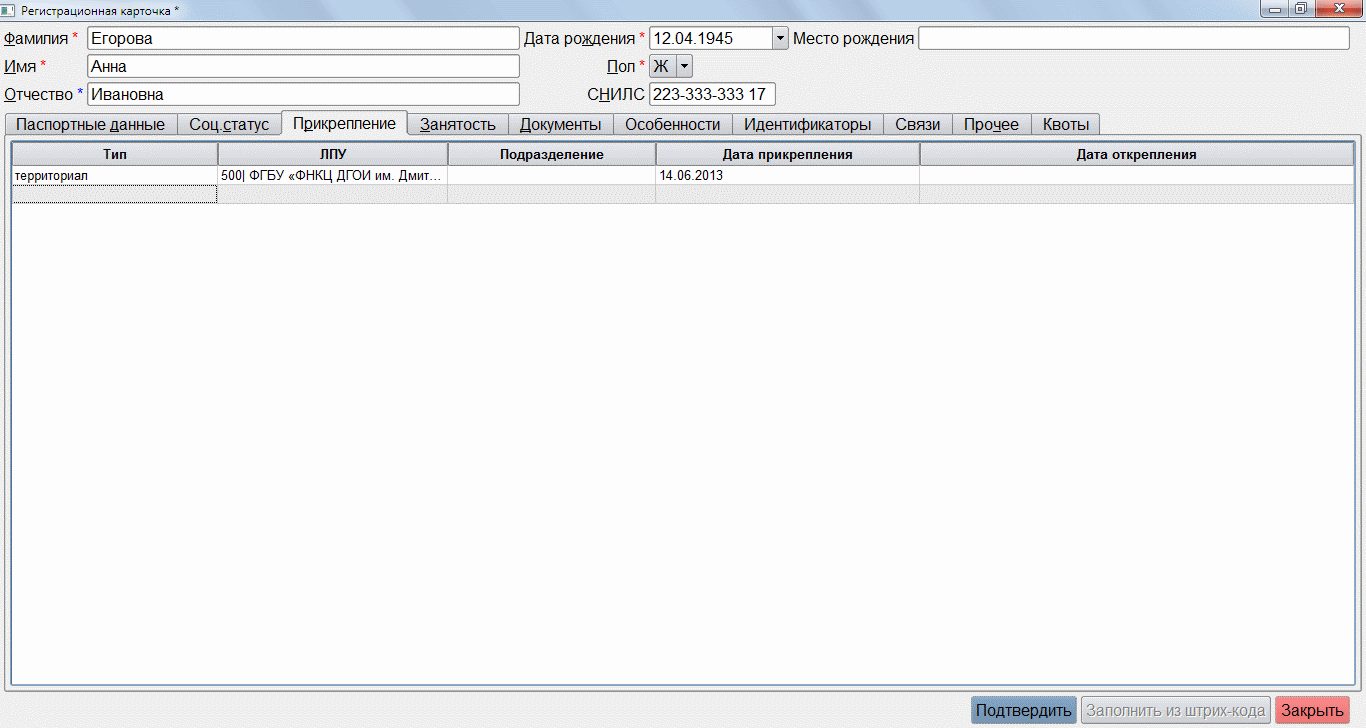 Регистрационная карточка *
Фамилия * Егорова Дата рождения * 12.04.1945 Место рождения
Имя * Анна Пол * Ж
Отчество * Ивановна СНИЛС 223-333-333 17
Паспортные данные Соц.статус Прикрепление Занятость Документы Особенности Идентификаторы Связи Прочее Квоты
Тип ЛПУ Подразделение Дата прикрепления Дата открепления
территориал 500| ФГБУ «ФНКЦ ДГОИ им. Дмит... 14.06.2013
Подтвердить Заполнить из штрих-кода Закрыть